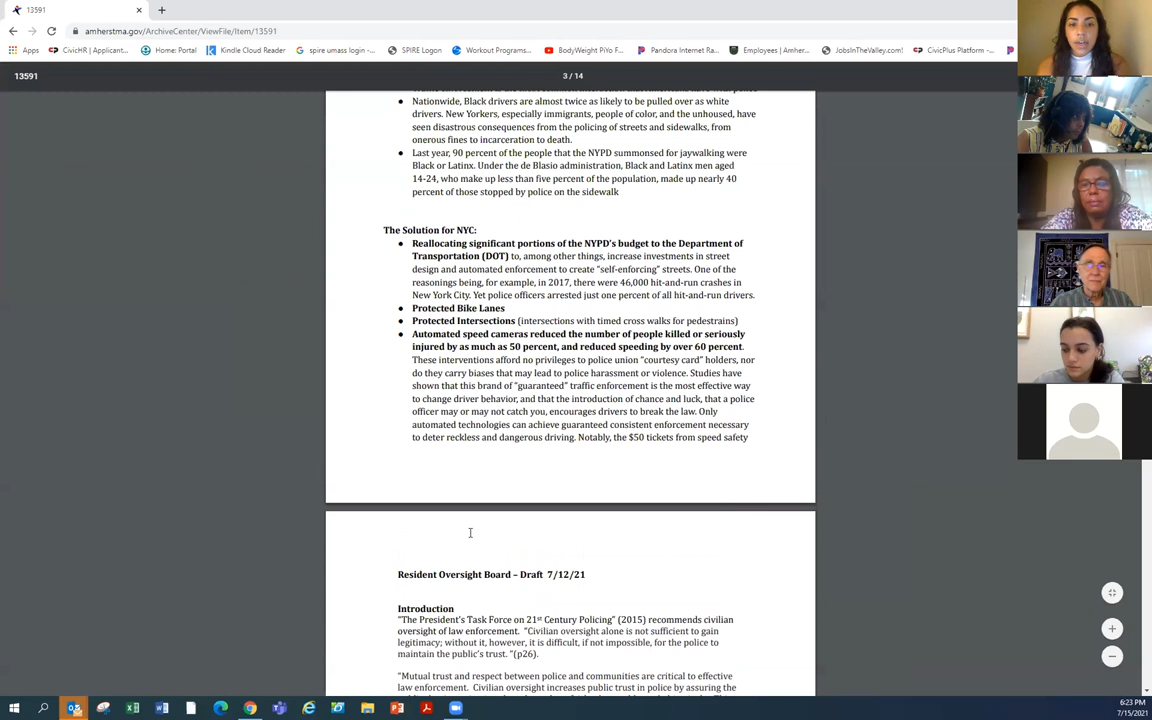 13591
amherstma.gov/ArchiveCenter/ViewFile/Item/13591
Apps
CivicHR | Applicant...
Home: Portal
Kindle Cloud Reader
spire umass login -...
SPIRE Logon
Workout Programs...
BodyWeight PiYo F...
Pandora Internet Ra...
Employees | Amher...
JobsInTheValley.com!
CivicPlus Platform -...
13591
3 / 14
• Nationwide, Black drivers are almost twice as likely to be pulled over as white
drivers. New Yorkers, especially immigrants, people of color, and the unhoused, have
seen disastrous consequences from the policing of streets and sidewalks, from
onerous fines to incarceration to death.
• Last year, 90 percent of the people that the NYPD summonsed for jaywalking were
Black or Latinx. Under the de Blasio administration, Black and Latinx men aged
14-24, who make up less than five percent of the population, made up nearly 40
percent of those stopped by police on the sidewalk
The Solution for NYC:
• Reallocating significant portions of the NYPD's budget to the Department of
Transportation (DOT) to, among other things, increase investments in street
design and automated enforcement to create "self-enforcing" streets. One of the
reasonings being, for example, in 2017, there were 46,000 hit-and-run crashes in
New York City. Yet police officers arrested just one percent of all hit-and-run drivers.
• Protected Bike Lanes
• Protected Intersections (intersections with timed cross walks for pedestrains)
• Automated speed cameras reduced the number of people killed or seriously
injured by as much as 50 percent, and reduced speeding by over 60 percent.
These interventions afford no privileges to police union "courtesy card" holders, nor
do they carry biases that may lead to police harassment or violence. Studies have
shown that this brand of "guaranteed" traffic enforcement is the most effective way
to change driver behavior, and that the introduction of chance and luck, that a police
officer may or may not catch you, encourages drivers to break the law. Only
automated technologies can achieve guaranteed consistent enforcement necessary
to deter reckless and dangerous driving. Notably, the $50 tickets from speed safety
Resident Oversight Board – Draft 7/12/21
Introduction
"The President's Task Force on 21st Century Policing" (2015) recommends civilian
oversight of law enforcement. "Civilian oversight alone is not sufficient to gain
legitimacy; without it, however, it is difficult, if not impossible, for the police to
maintain the public's trust. "(p26).
"Mutual trust and respect between police and communities are critical to effective
law enforcement. Civilian oversight increases public trust in police by assuring the
6:23 PM
7/15/2021